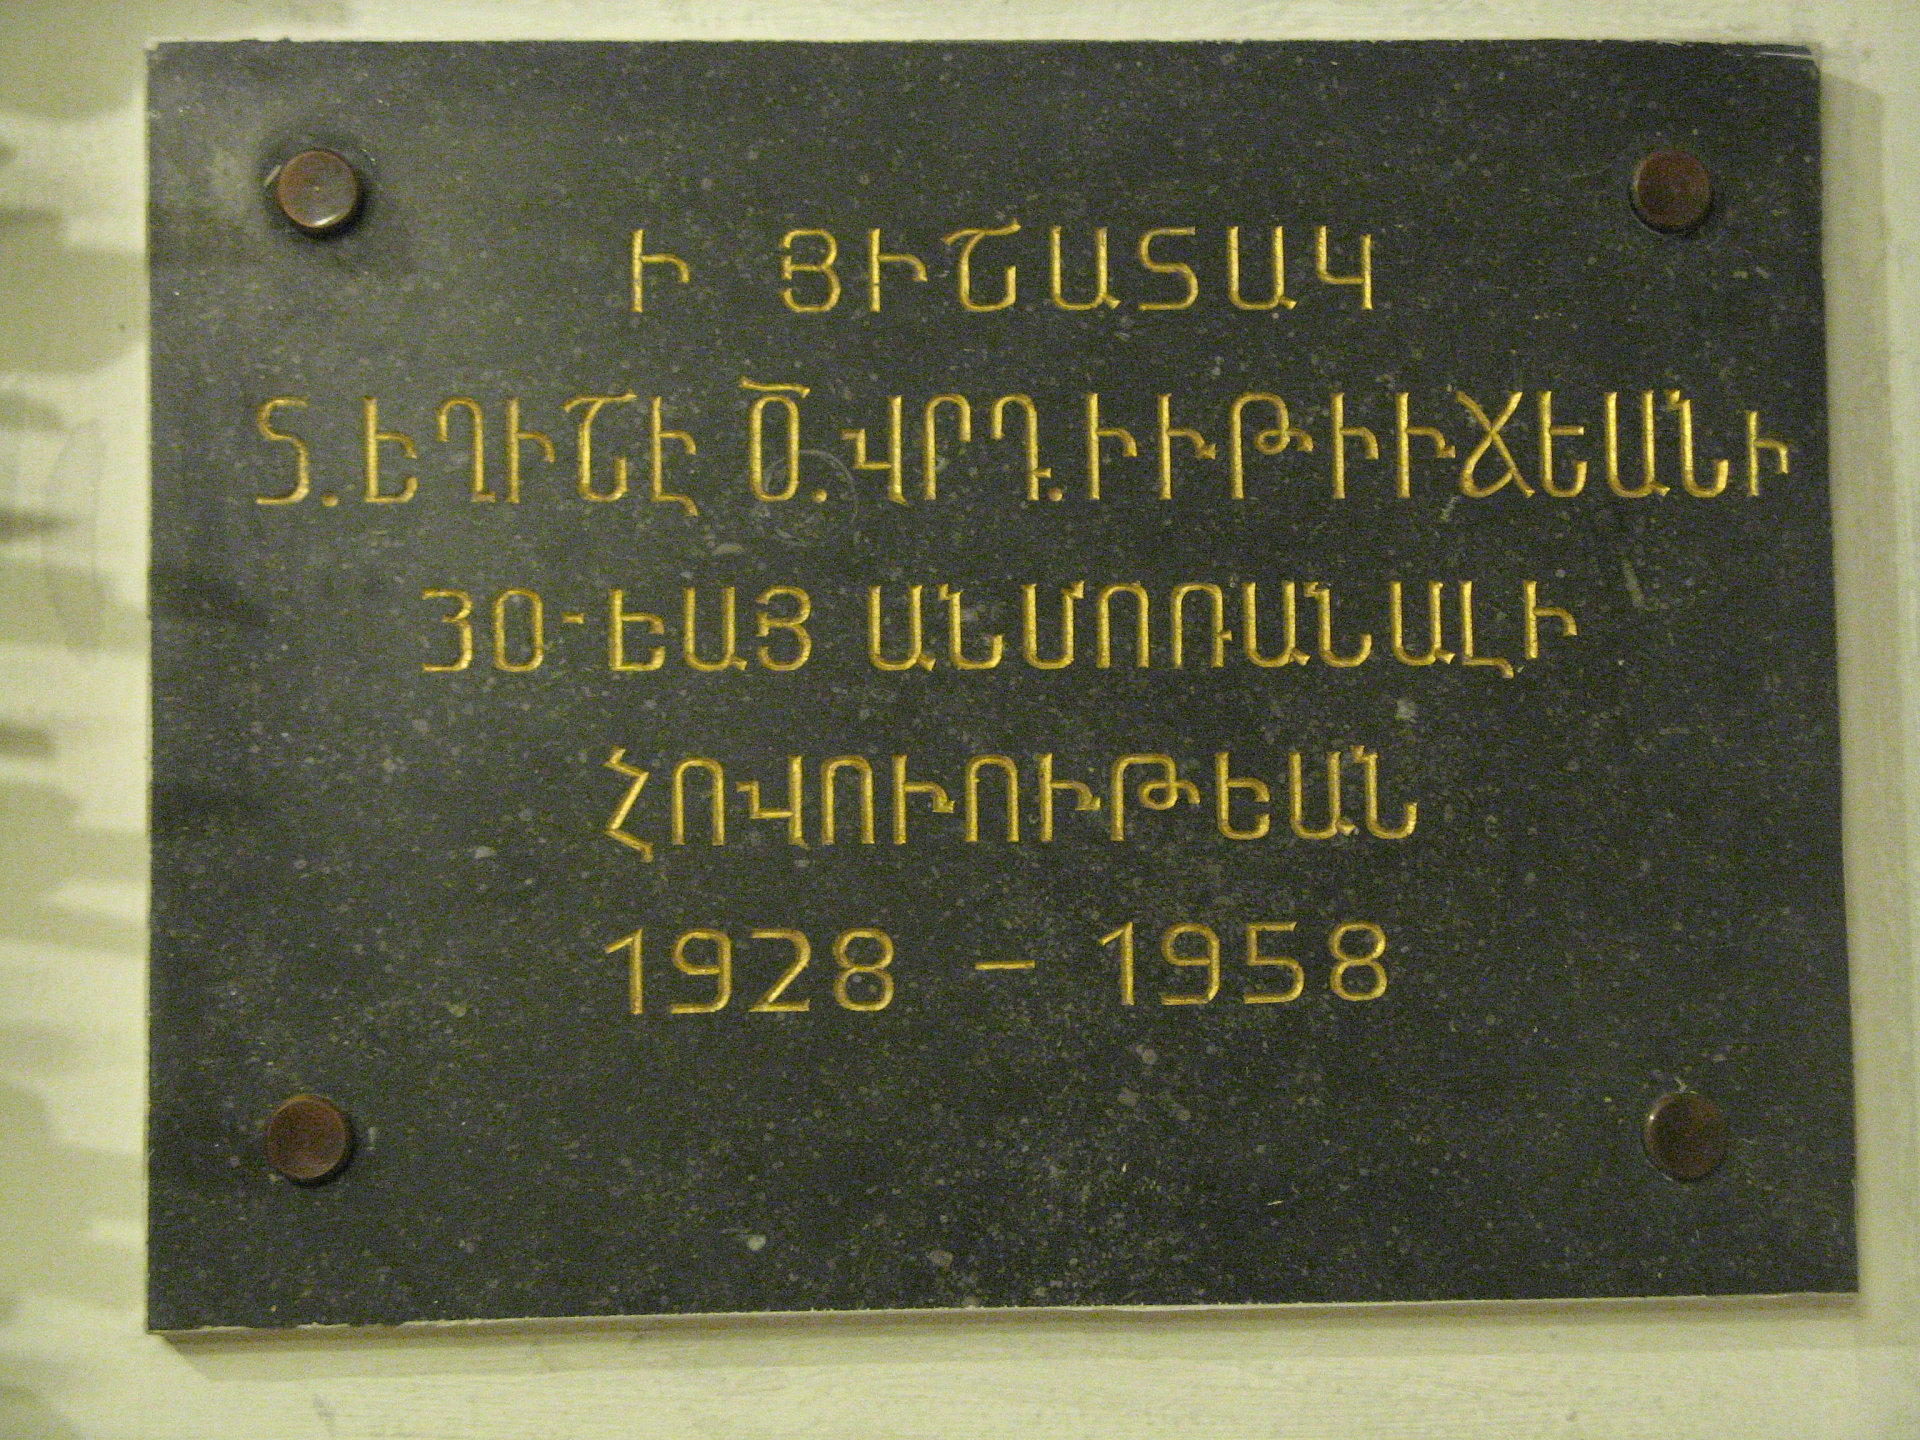 Ի ՅԻՇԱՏԱԿ
Տ.ԵՂԻՇԷ Ծ.ՎՐԴ.ԻՒԹԻՒՃԵԱՆԻ
30-ԵԱՅ ԱՆՄՈՌԱՆԱԼԻ
ՀՈՎՈՒՈՒԹԵԱՆ
1928 – 1958